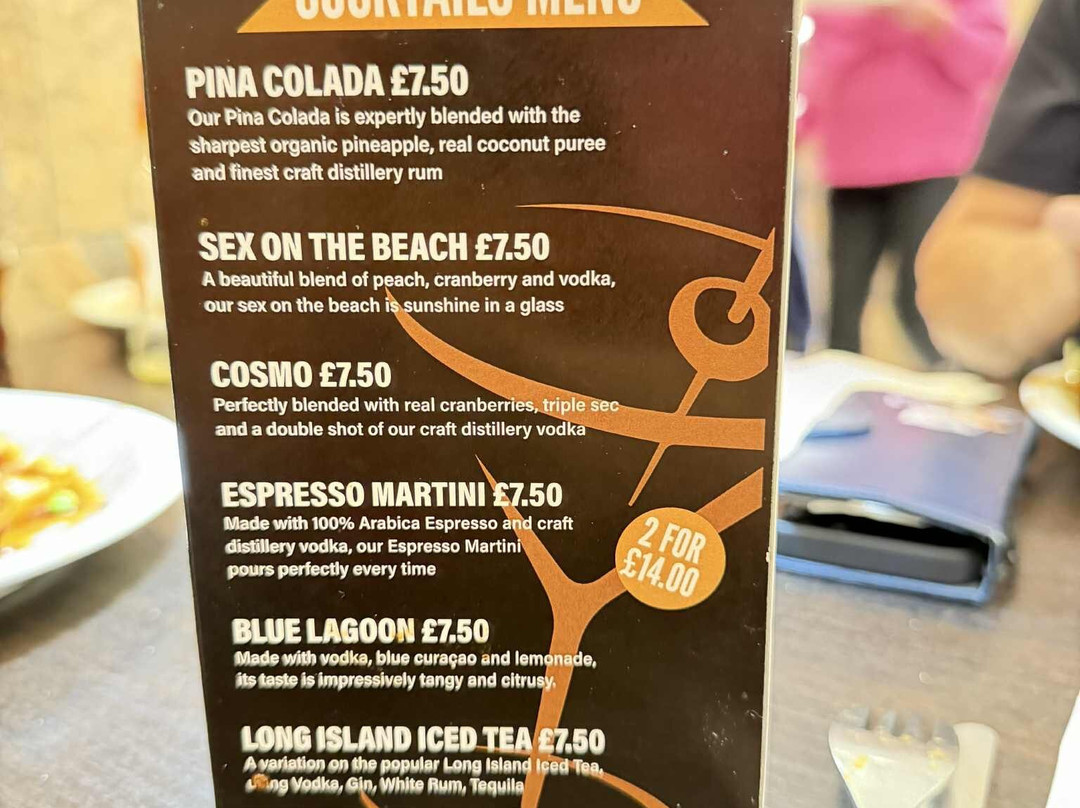 COCKTAILS MENU
PINA COLADA £7.50
Our Pina Colada is expertly blended with the
sharpest organic pineapple, real coconut puree
and finest craft distillery rum
SEX ON THE BEACH £7.50
A beautiful blend of peach, cranberry and vodka,
our sex on the beach is sunshine in a glass
COSMO £7.50
Perfectly blended with real cranberries, triple sec
and a double shot of our craft distillery vodka
ESPRESSO MARTINI £7.50
Made with 100% Arabica Espresso and craft
distillery vodka, our Espresso Martini
pours perfectly every time
2 FOR
£14.00
BLUE LAGOON £7.50
Made with vodka, blue curaçao and lemonade,
its taste is impressively tangy and citrusy.
LONG ISLAND ICED TEA £7.50
A variation on the popular Long Island Iced Tea,
Vodka, Gin, White Rum, Tequila